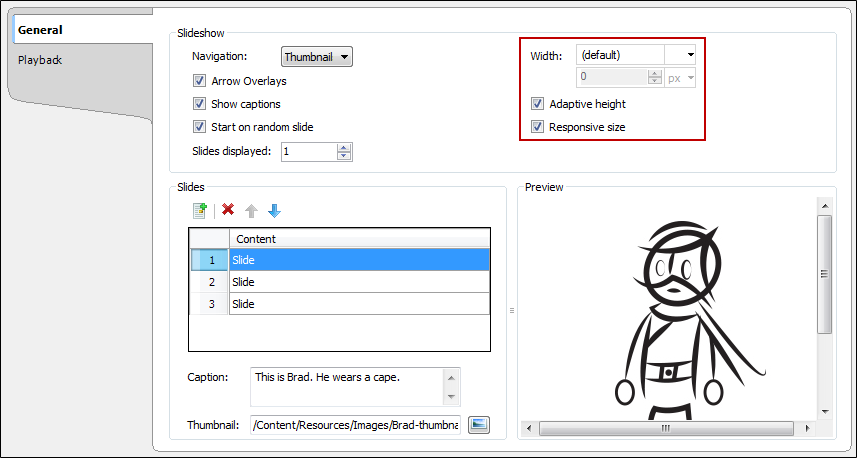 General
Playback
Slideshow
Navigation: Thumbnail
Arrow Overlays
Show captions
Start on random slide
Slides displayed: 1
Width: (default)
0 px
Adaptive height
Responsive size
Slides
Content
1 Slide
2 Slide
3 Slide
Caption: This is Brad. He wears a cape.
Thumbnail: /Content/Resources/Images/Brad-thumbna
Preview